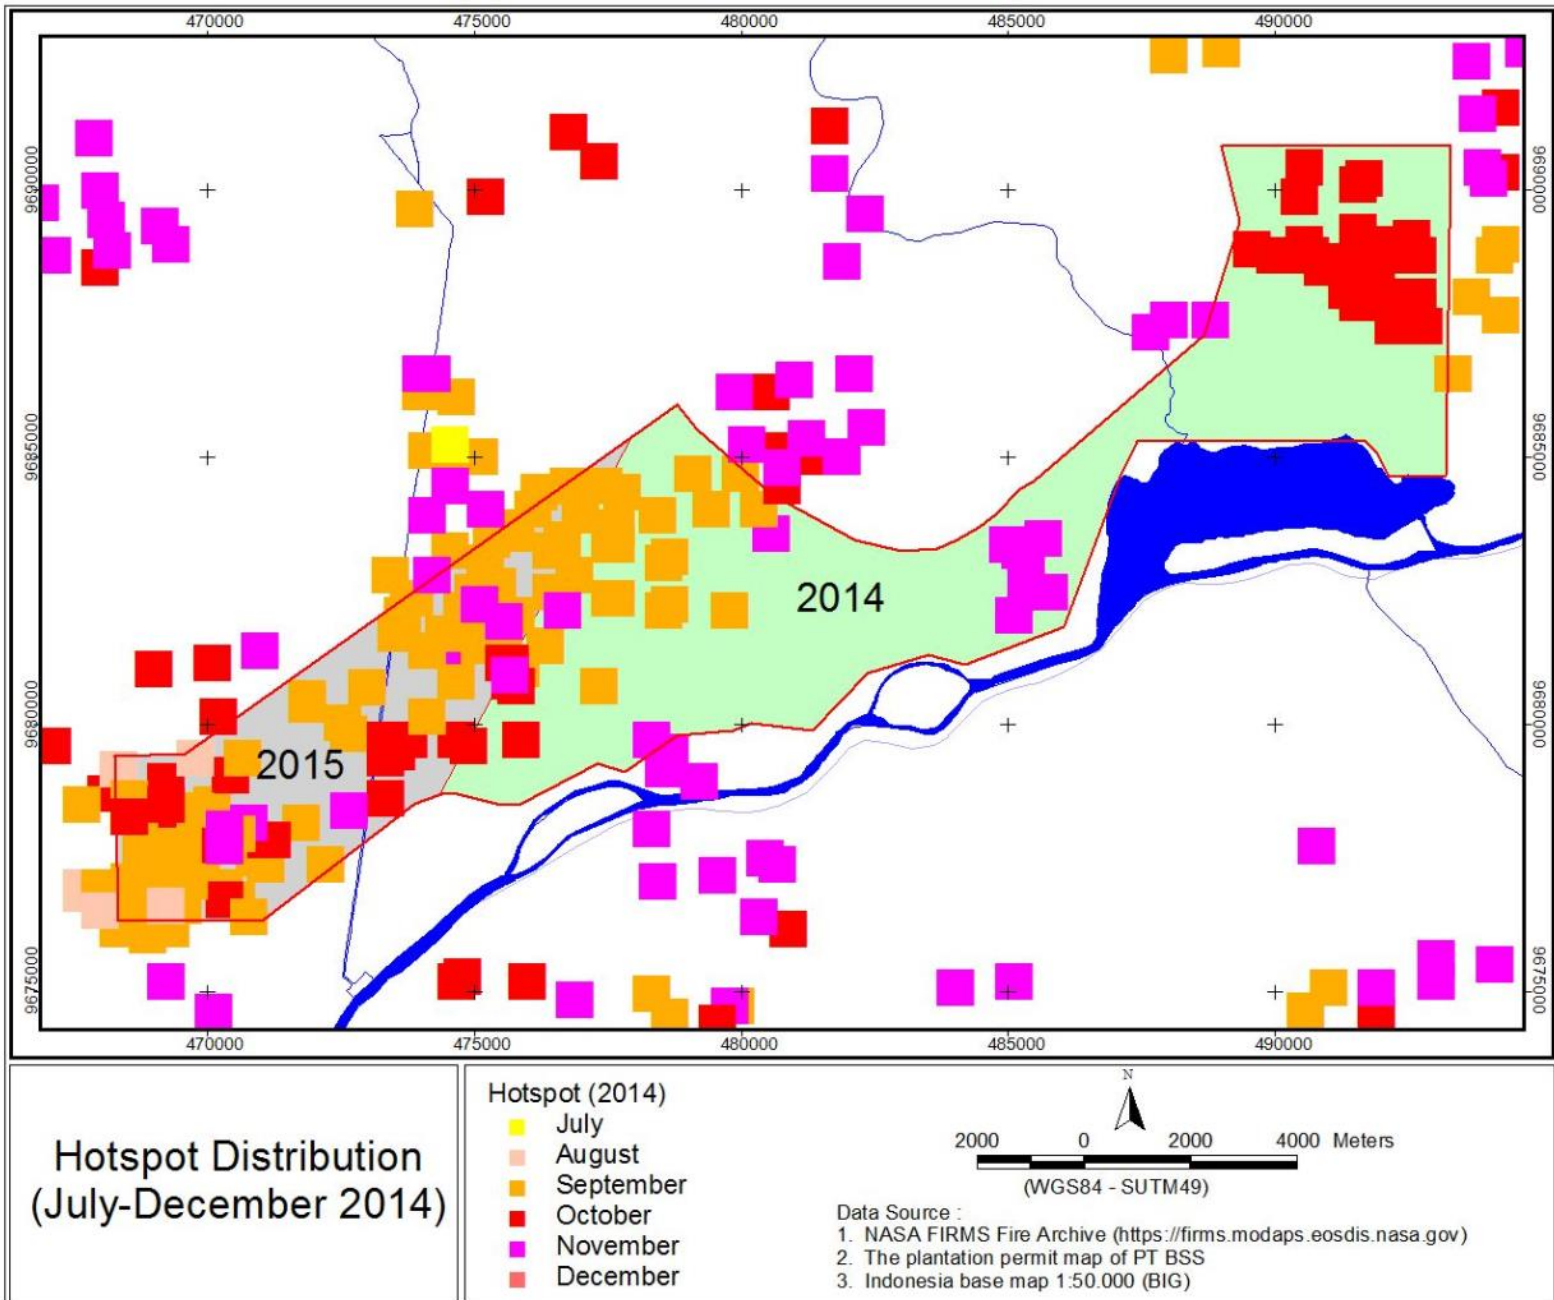 470000 475000 480000 485000 490000
9690000 9690000
9685000 9685000
2014
9680000 9680000
2015
9675000 9675000
470000 475000 480000 485000 490000
Hotspot Distribution
(July-December 2014)
Hotspot (2014)
July
August
September
October
November
December
N
2000 0 2000 4000 Meters
(WGS84 - SUTM49)
Data Source :
1. NASA FIRMS Fire Archive (https://firms.modaps.eosdis.nasa.gov)
2. The plantation permit map of PT BSS
3. Indonesia base map 1:50.000 (BIG)